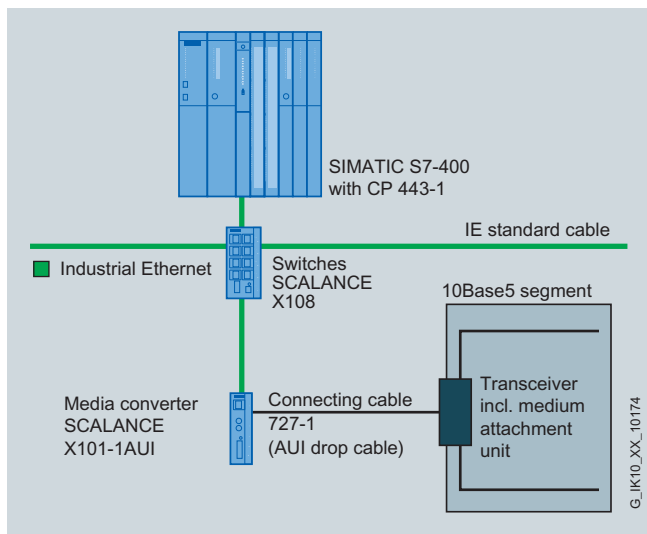 SIMATIC S7-400
with CP 443-1
IE standard cable
Industrial Ethernet
Switches
SCALANCE
X108
10Base5 segment
Media converter
SCALANCE
X101-1AUI
Connecting cable
727-1
(AUI drop cable)
Transceiver
incl. medium
attachment
unit
G_IK10_XX_10174